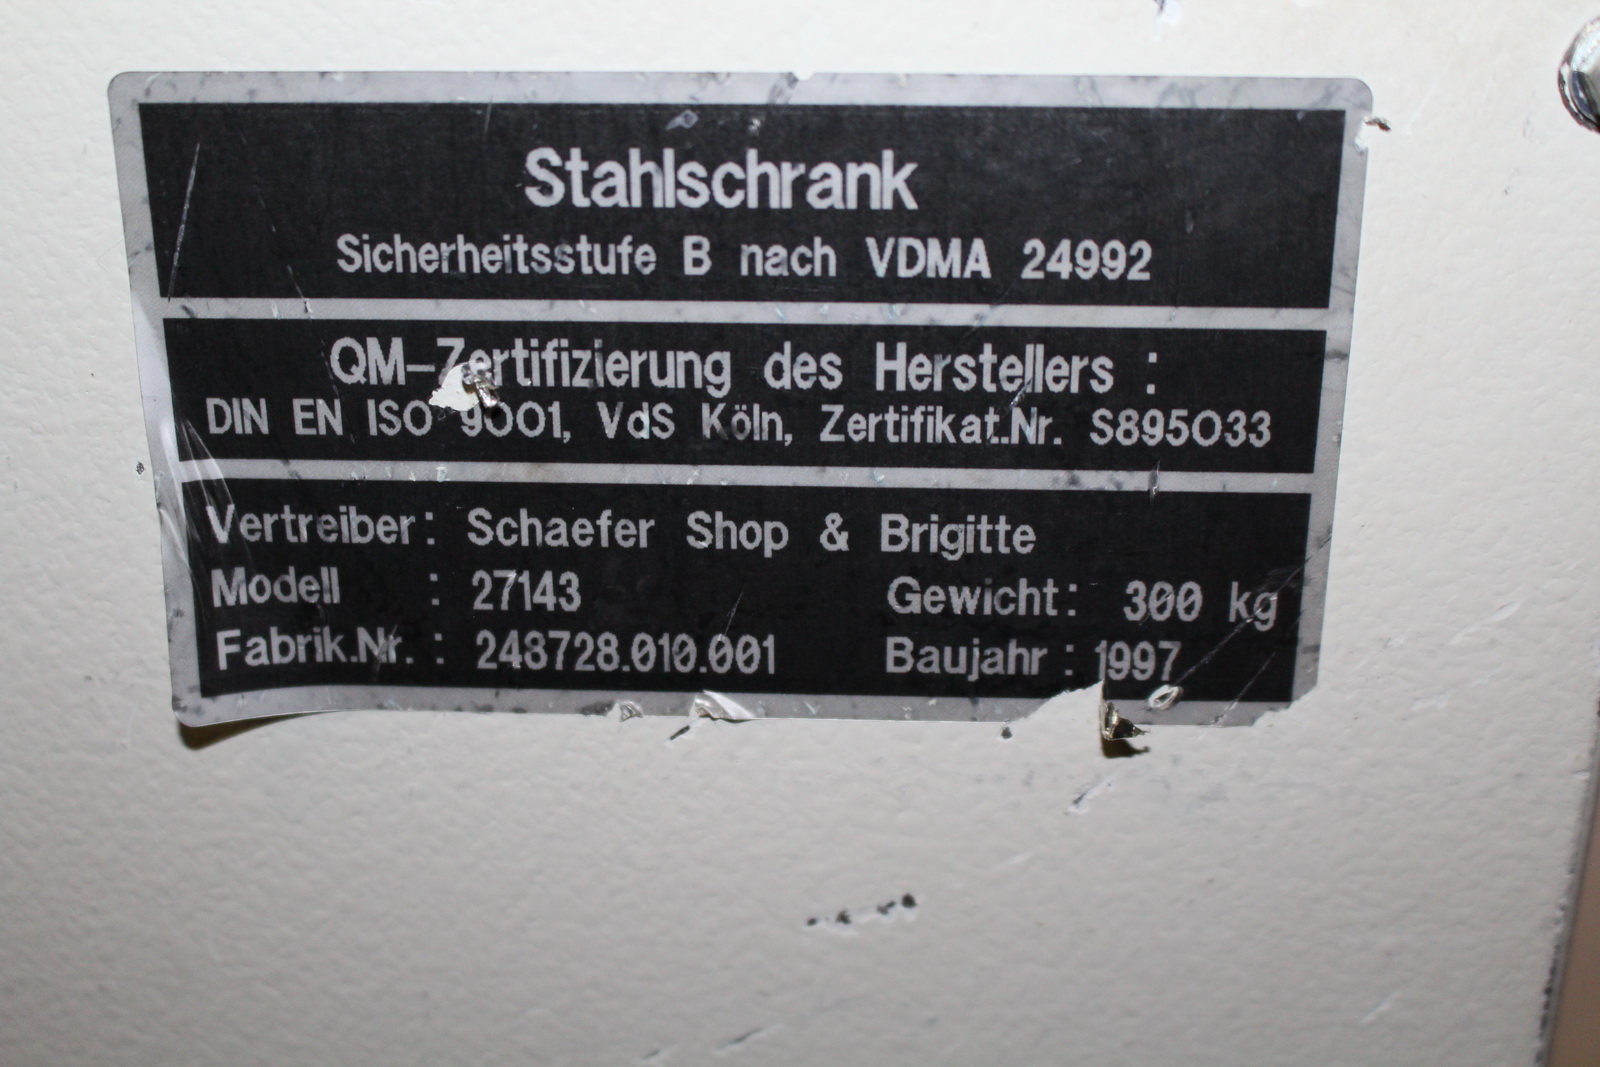 Stahlschrank
Sicherheitsstufe B nach VDMA 24992
QM-Zertifizierung des Herstellers :
DIN EN ISO 9001, VdS Köln, Zertifikat.Nr. S895033
Vertreiber: Schaefer Shop & Brigitte
Modell : 27143 Gewicht: 300 kg
Fabrik.Nr. : 248728.010.001 Baujahr : 1997